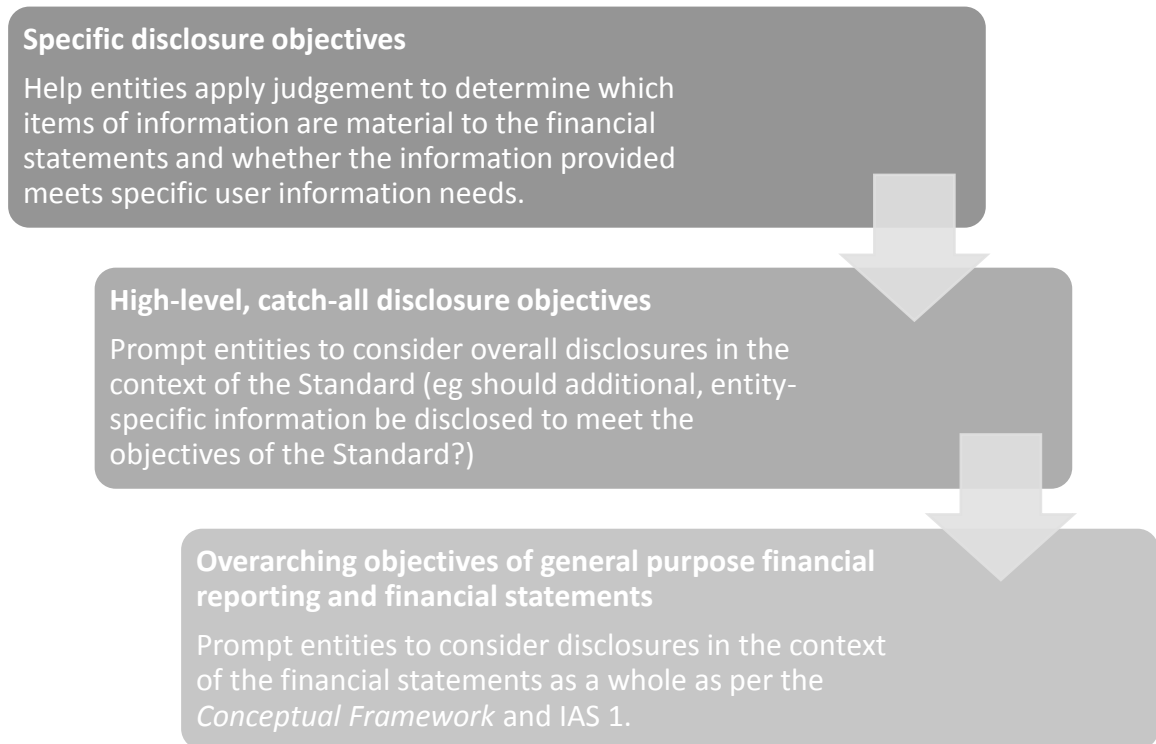 Specific disclosure objectives
Help entities apply judgement to determine which
items of information are material to the financial
statements and whether the information provided
meets specific user information needs.
High-level, catch-all disclosure objectives
Prompt entities to consider overall disclosures in the
context of the Standard (eg should additional, entity-
specific information be disclosed to meet the
objectives of the Standard?)
Overarching objectives of general purpose financial
reporting and financial statements
Prompt entities to consider disclosures in the context
of the financial statements as a whole as per the
Conceptual Framework and IAS 1.